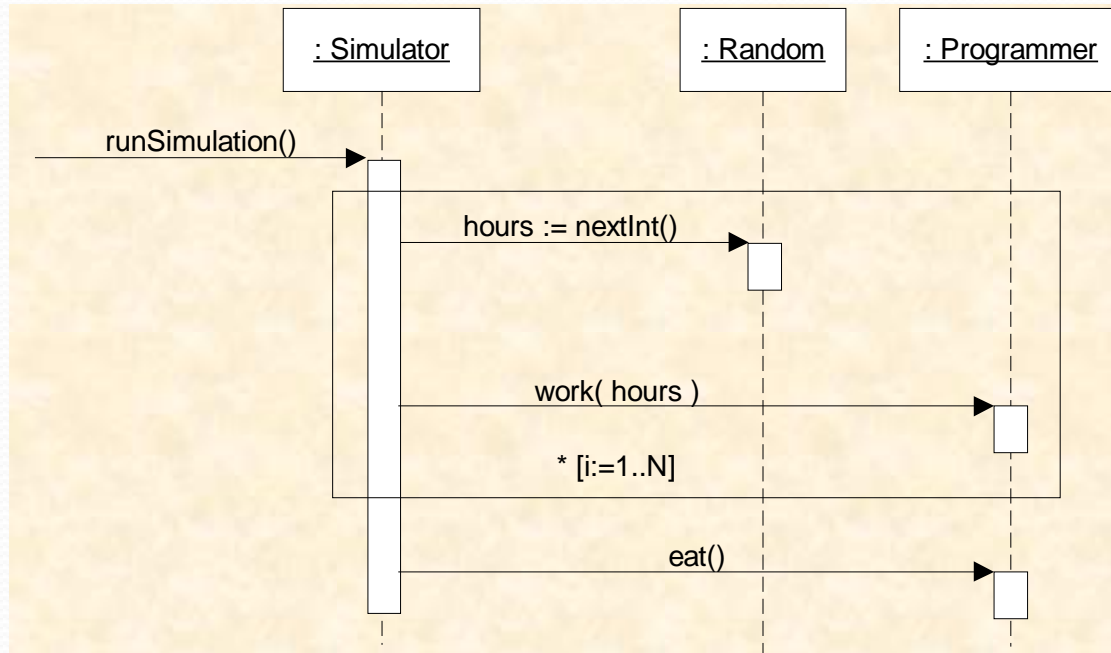 : Simulator
: Random
: Programmer
runSimulation()
hours := nextInt()
work( hours )
* [i:=1..N]
eat()